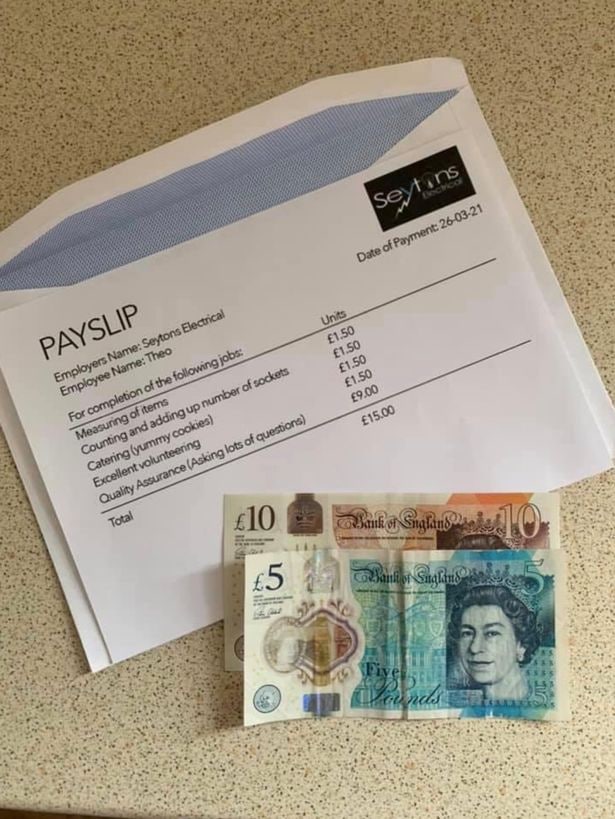 Seytons
Electrical
Date of Payment: 26-03-21
PAYSLIP
Employers Name: Seytons Electrical
Employee Name: Theo
For completion of the following jobs: Units
Measuring of items £1.50
Counting and adding up number of sockets £1.50
Catering (yummy cookies) £1.50
Excellent volunteering £1.50
Quality Assurance (Asking lots of questions) £9.00
Total £15.00
£10 Bank of England 10
£5 Bank of England 5
Five
Pounds 5